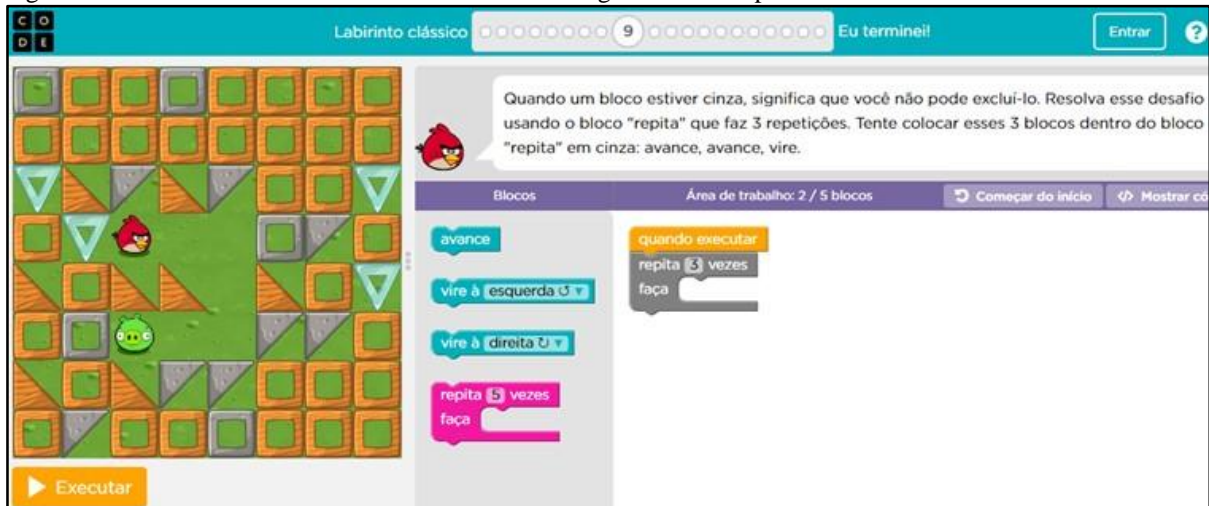 C O
D E
Labirinto clássico
9
Eu terminei!
Entrar
?
Quando um bloco estiver cinza, significa que você não pode excluí-lo. Resolva esse desafio
usando o bloco "repita" que faz 3 repetições. Tente colocar esses 3 blocos dentro do bloco
"repita" em cinza: avance, avance, vire.
Blocos
Área de trabalho: 2 / 5 blocos
Começar do início
Mostrar
avance
vire à esquerda
vire à direita
repita 5 vezes
faça
quando executar
repita 3 vezes
faça
Executar